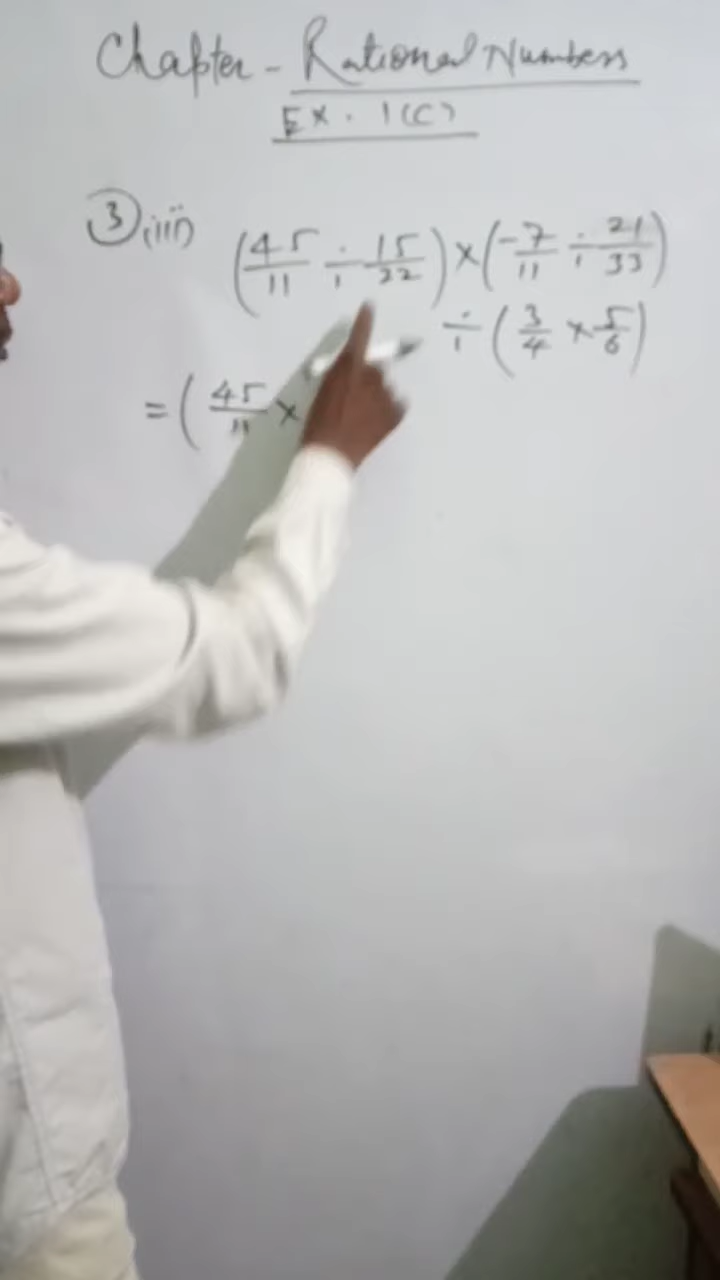 Chapter - Rational Numbers
Ex. 1(C)
3(iii) (45/11 ÷ 15/22) × (-7/11 ÷ 21/33)
÷ (3/4 × 5/6)
= (45/11 ×